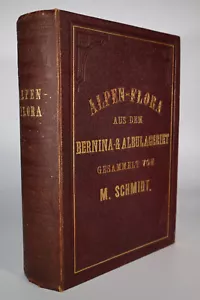 ALPEN-
FLORA.
ALPEN-FLORA
AUS DEM
BERNINA-& ALBULAGEBIET
GESAMMELT VON
M. SCHMIDT.